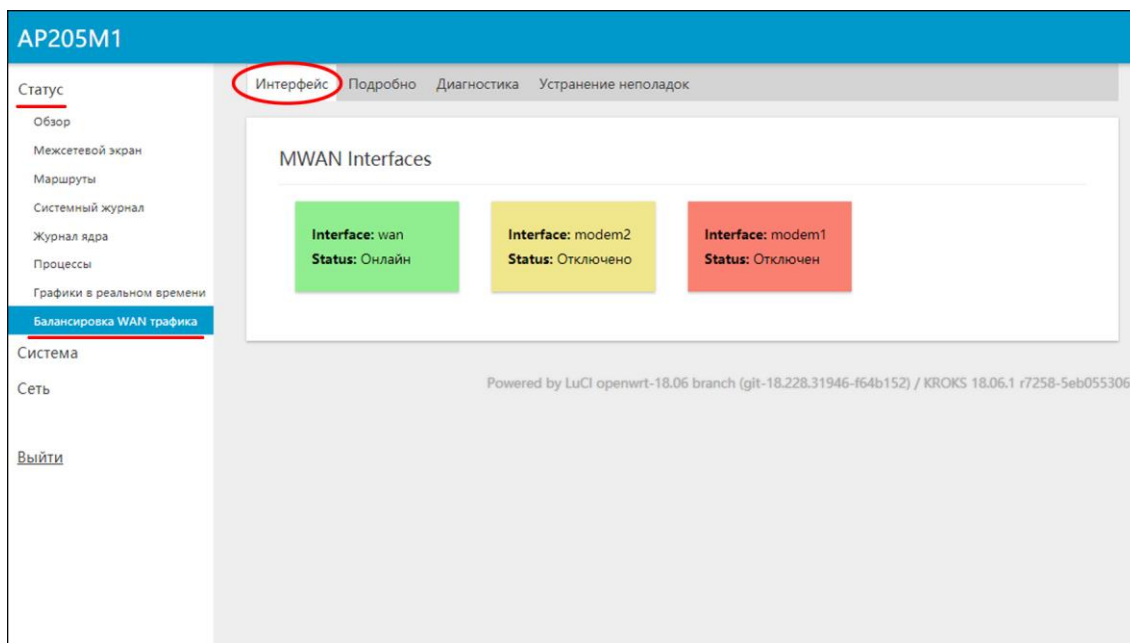 AP205M1
Статус
Обзор
Межсетевой экран
Маршруты
Системный журнал
Журнал ядра
Процессы
Графики в реальном времени
Балансировка WAN трафика
Система
Сеть
Выйти
Интерфейс Подробно Диагностика Устранение неполадок
MWAN Interfaces
Interface: wan
Status: Онлайн
Interface: modem2
Status: Отключено
Interface: modem1
Status: Отключен
Powered by LuCI openwrt-18.06 branch (git-18.228.31946-f64b152) / KROKS 18.06.1 r7258-5eb055306